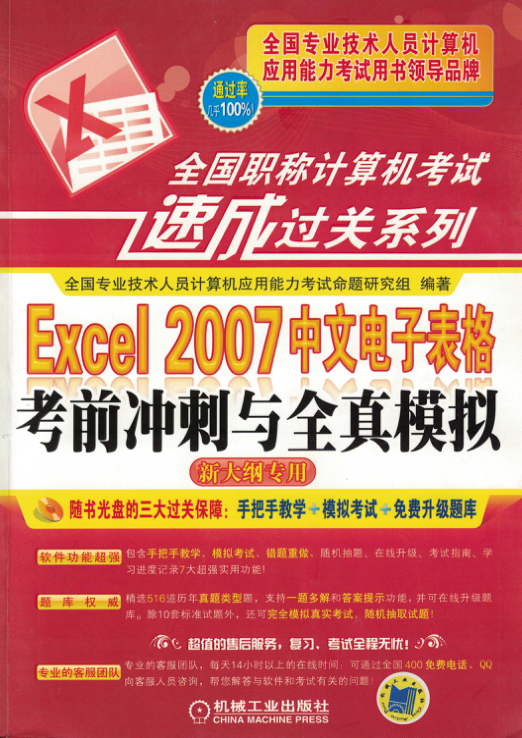 全国专业技术人员计算机
应用能力考试用书领导品牌
通过率
几乎100%!
全国职称计算机考试
速成过关系列
全国专业技术人员计算机应用能力考试命题研究组 编著
Excel 2007中文电子表格
考前冲刺与全真模拟
新大纲专用
随书光盘的三大过关保障：手把手教学+模拟考试+免费升级题库
软件功能超强
包含手把手教学、模拟考试、错题重做、随机抽题、在线升级、考试指南、学
习进度记录7大超强实用功能！
题库权威
精选516道历年真题类型题，支持一题多解和答案提示功能，并可在线升级题
库。除10套标准试题外，还可完全模拟真实考试，随机抽取试题！
超值的售后服务，复习、考试全程无忧！
专业的客服团队
专业的客服团队，每天14小时以上的在线时间；可通过全国400免费电话、QQ
向客服人员咨询，帮您解答与软件和考试有关的问题！
机械工业出版社
CHINA MACHINE PRESS